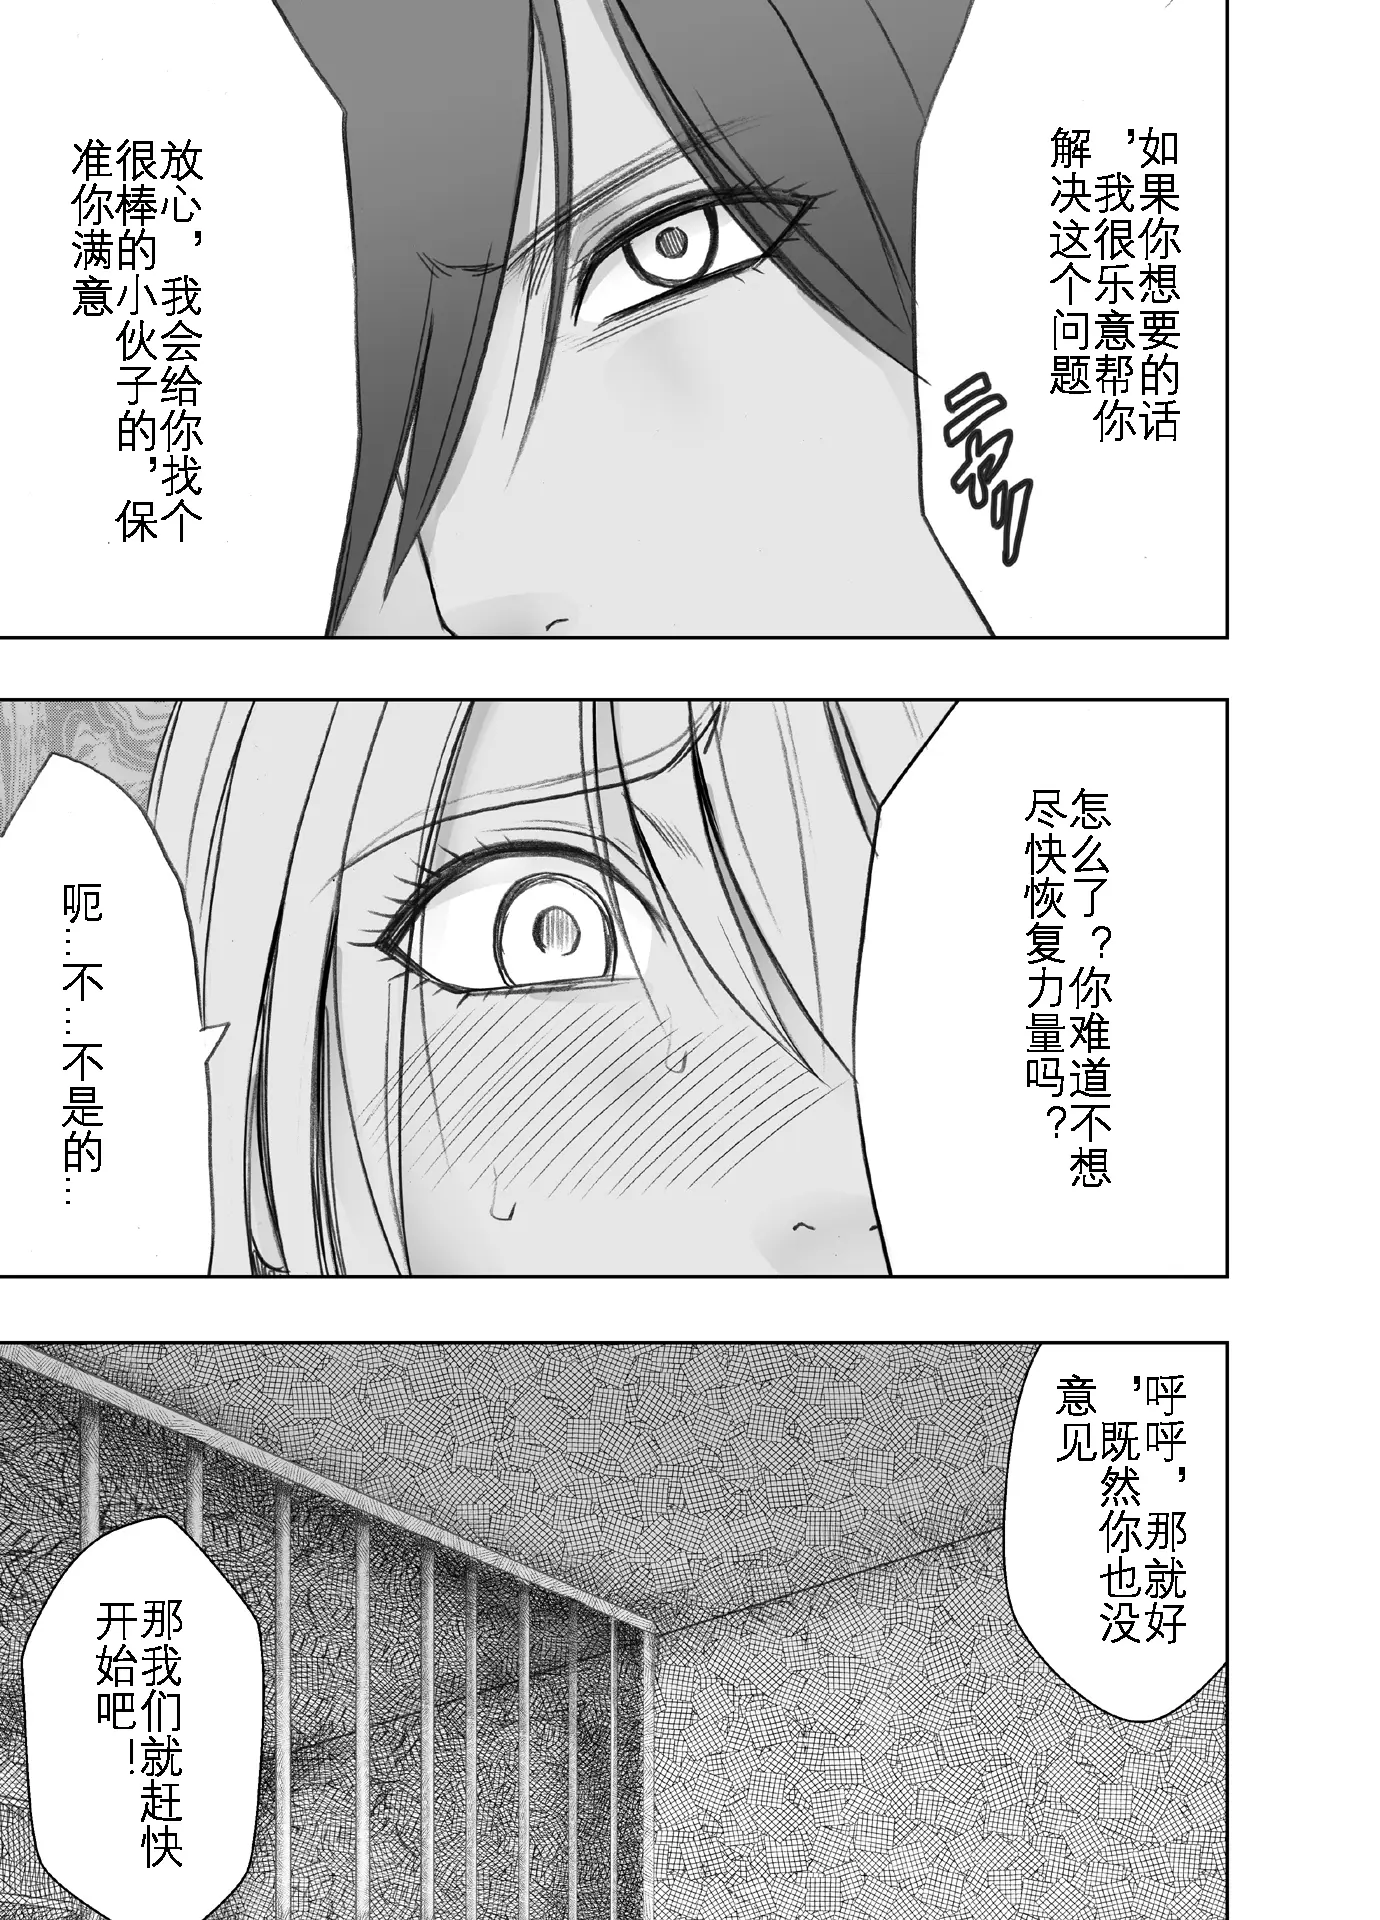 如果你想要的话
，我很乐意帮你
解决这个问题
ニヤリ
放心，我会给你找个
很棒的小伙子的，保
准你满意
怎么了？你难道不想
尽快恢复力量吗？
呃…不…不是的…
呼呼，那就好
，既然你也没
意见
那我们就赶快
开始吧！